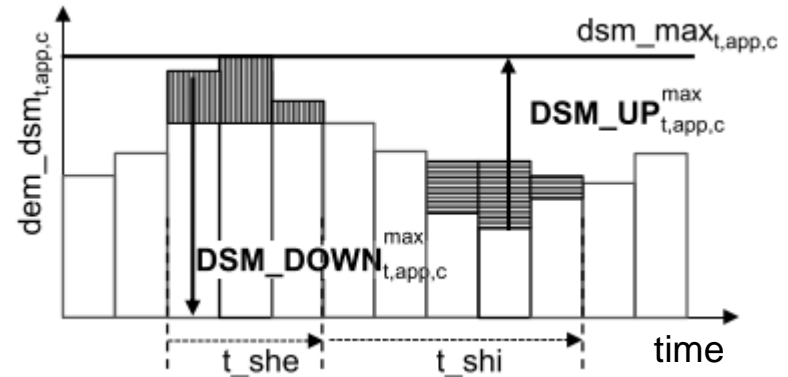 dsm_max_t,app,c
dem_dsm_t,app,c
DSM_UP^max_t,app,c
DSM_DOWN^max_t,app,c
t_she
t_shi
time